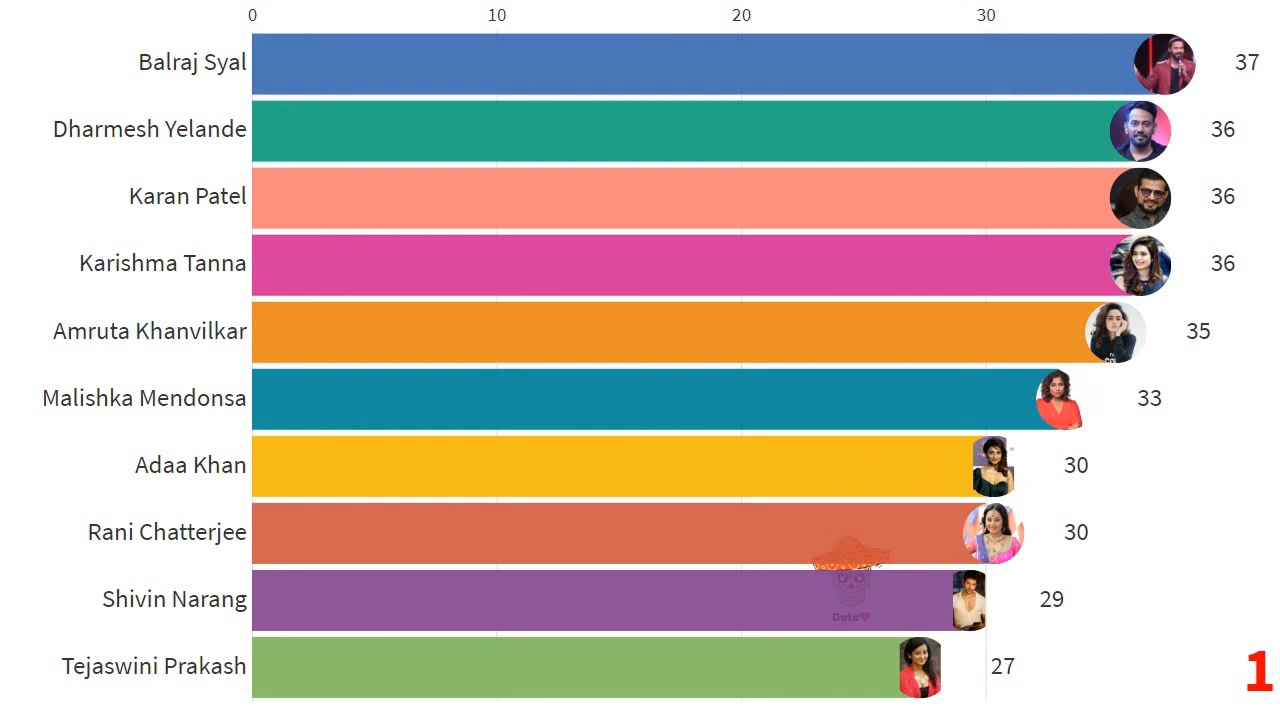 0 10 20 30
Balraj Syal 37
Dharmesh Yelande 36
Karan Patel 36
Karishma Tanna 36
Amruta Khanvilkar 35
Malishka Mendonsa 33
Adaa Khan 30
Rani Chatterjee 30
Shivin Narang 29
Data
Tejaswini Prakash 27
1